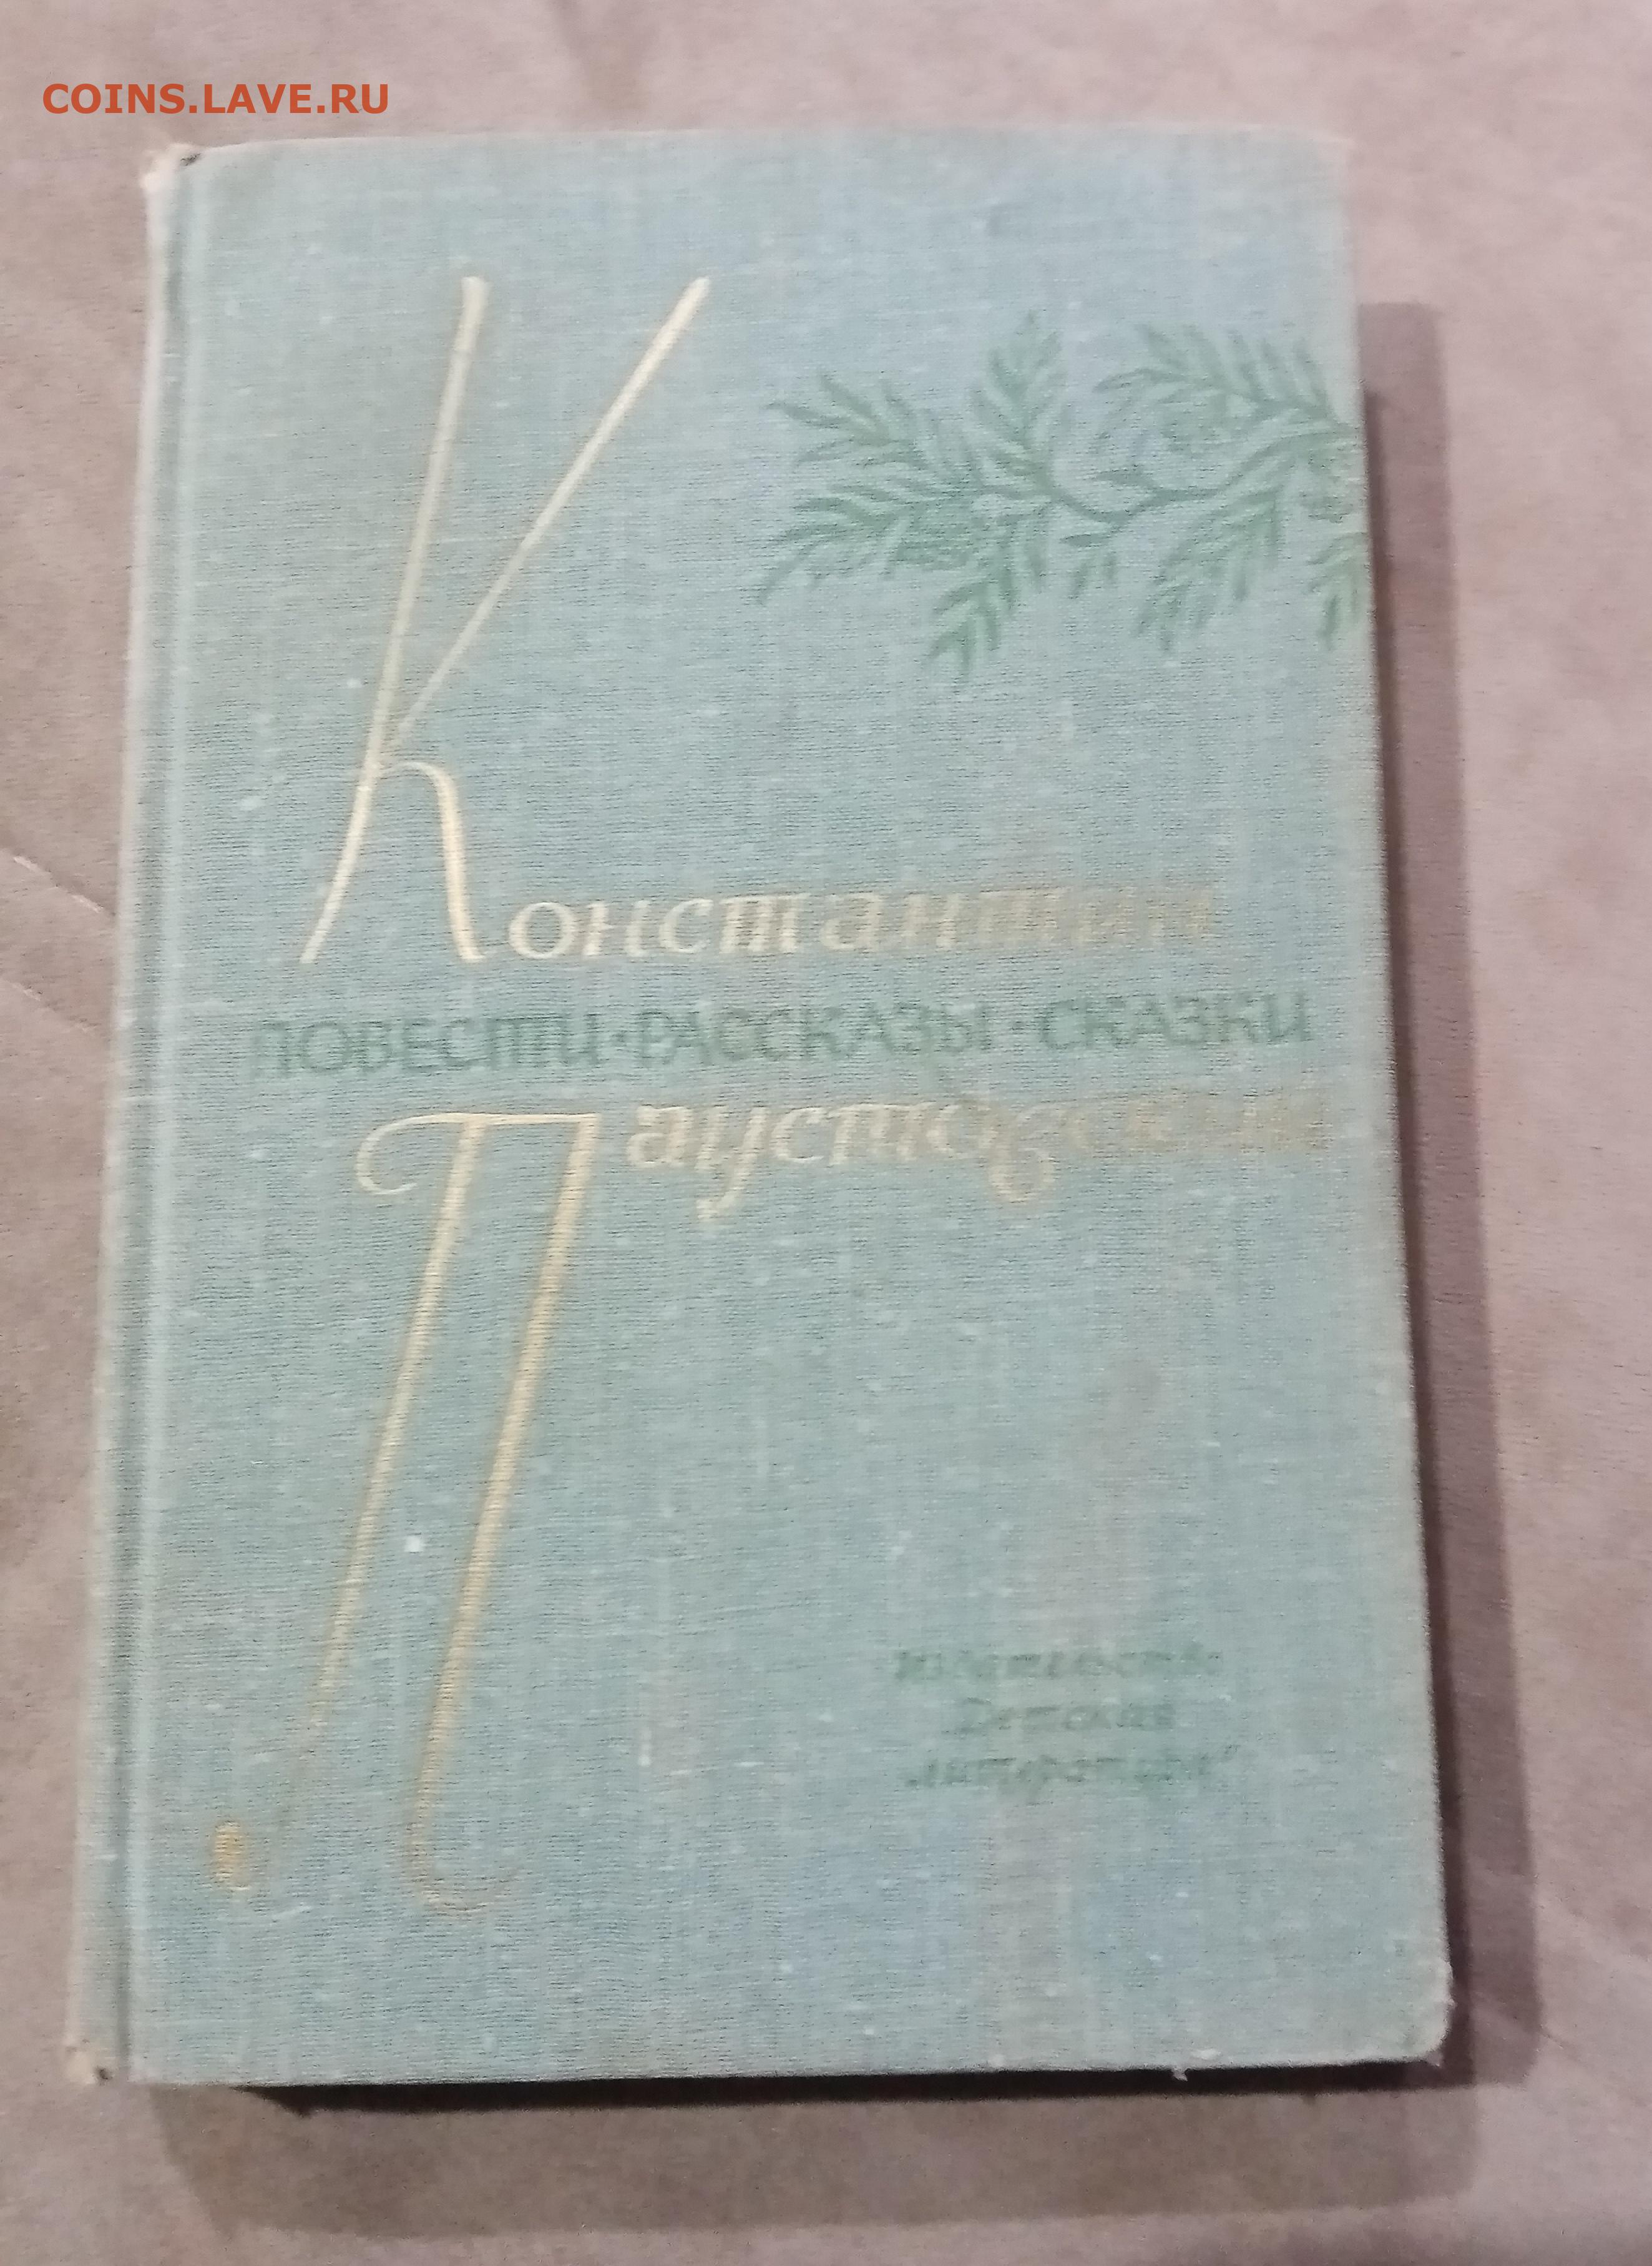 COINS.LAVE.RU
Константин
ПОВЕСТИ·РАССКАЗЫ·СКАЗКИ
Паустовский
Издательство
Детская
литература"